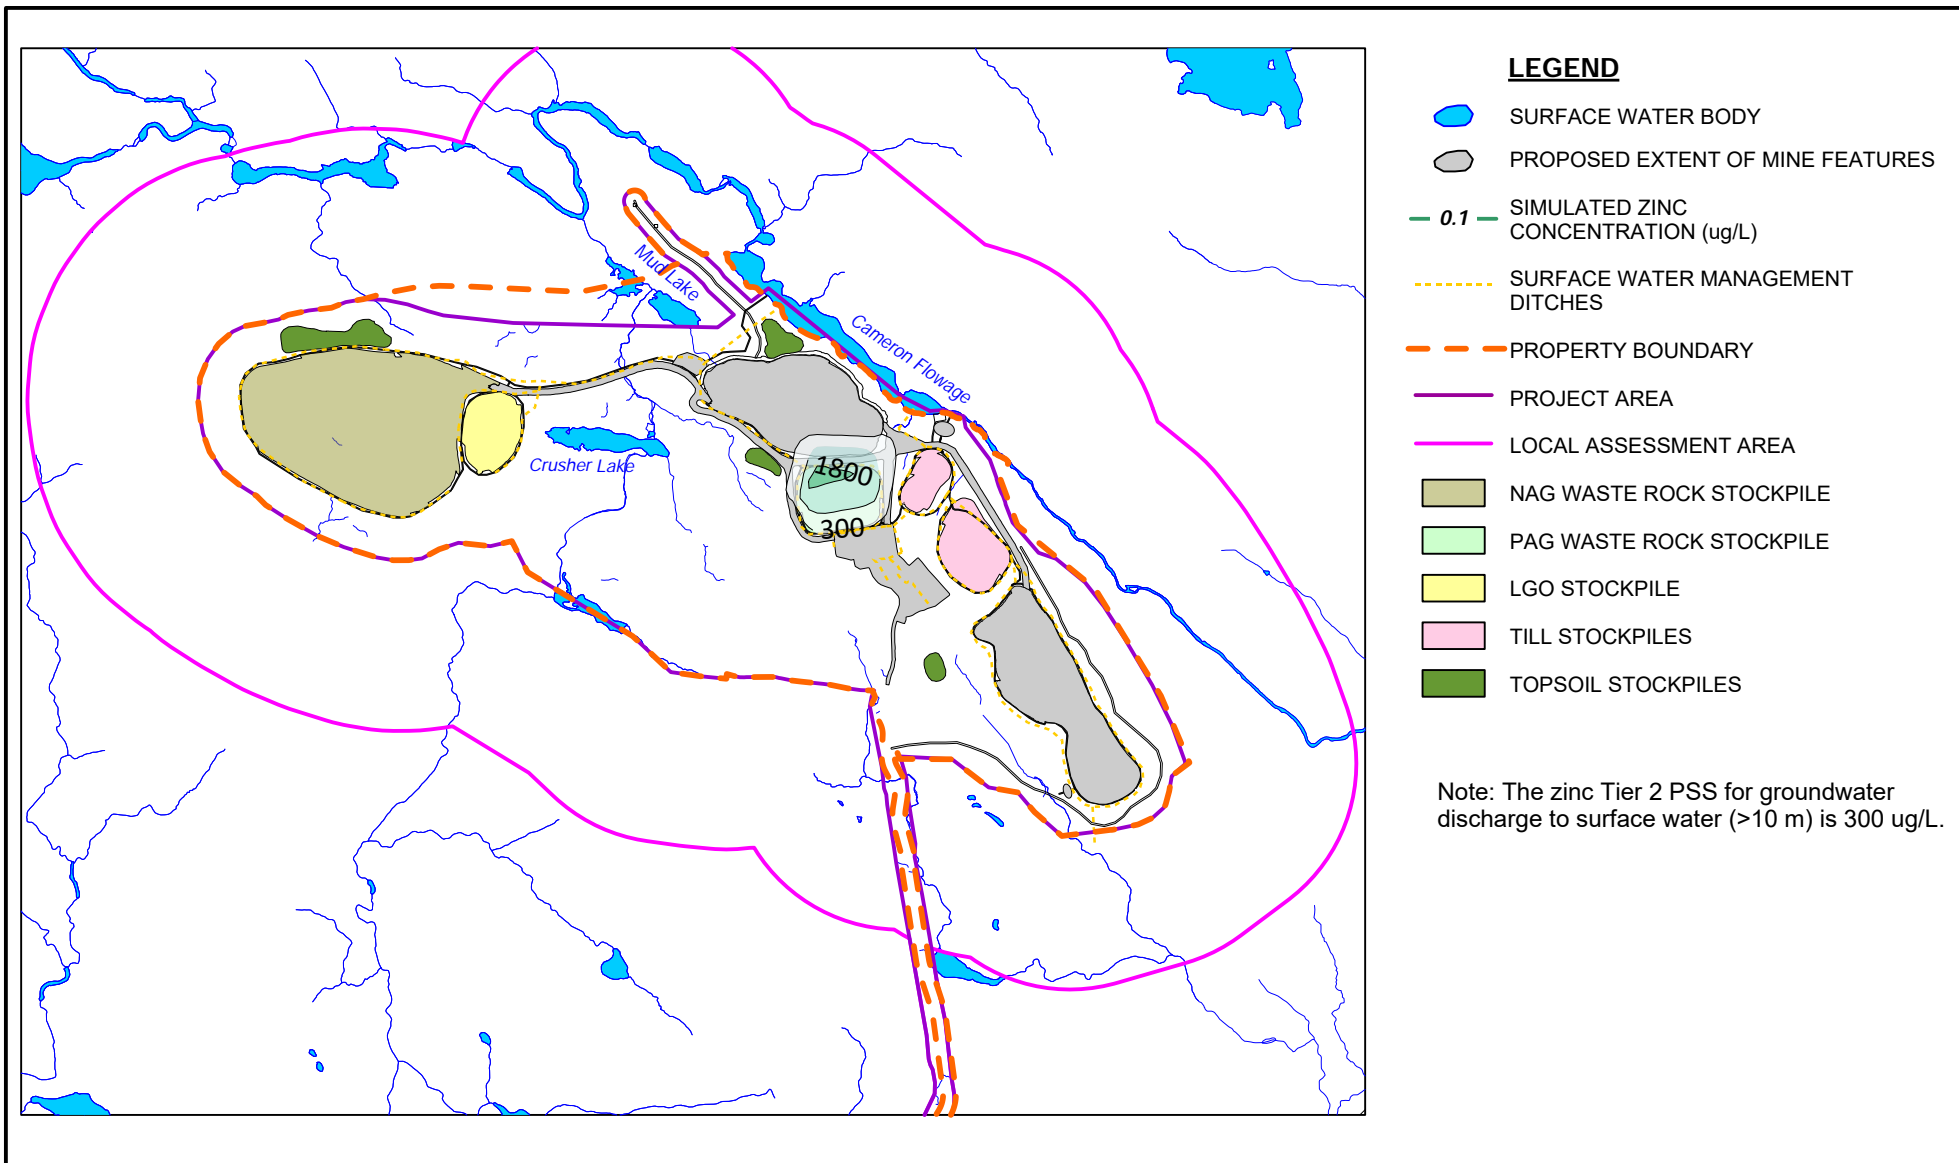 LEGEND
SURFACE WATER BODY
PROPOSED EXTENT OF MINE FEATURES
0.1
SIMULATED ZINC
CONCENTRATION (ug/L)
SURFACE WATER MANAGEMENT
DITCHES
PROPERTY BOUNDARY
PROJECT AREA
LOCAL ASSESSMENT AREA
NAG WASTE ROCK STOCKPILE
PAG WASTE ROCK STOCKPILE
LGO STOCKPILE
TILL STOCKPILES
TOPSOIL STOCKPILES
Note: The zinc Tier 2 PSS for groundwater
discharge to surface water (>10 m) is 300 ug/L.
Mud Lake
Cameron Flowage
Crusher Lake
1800
300